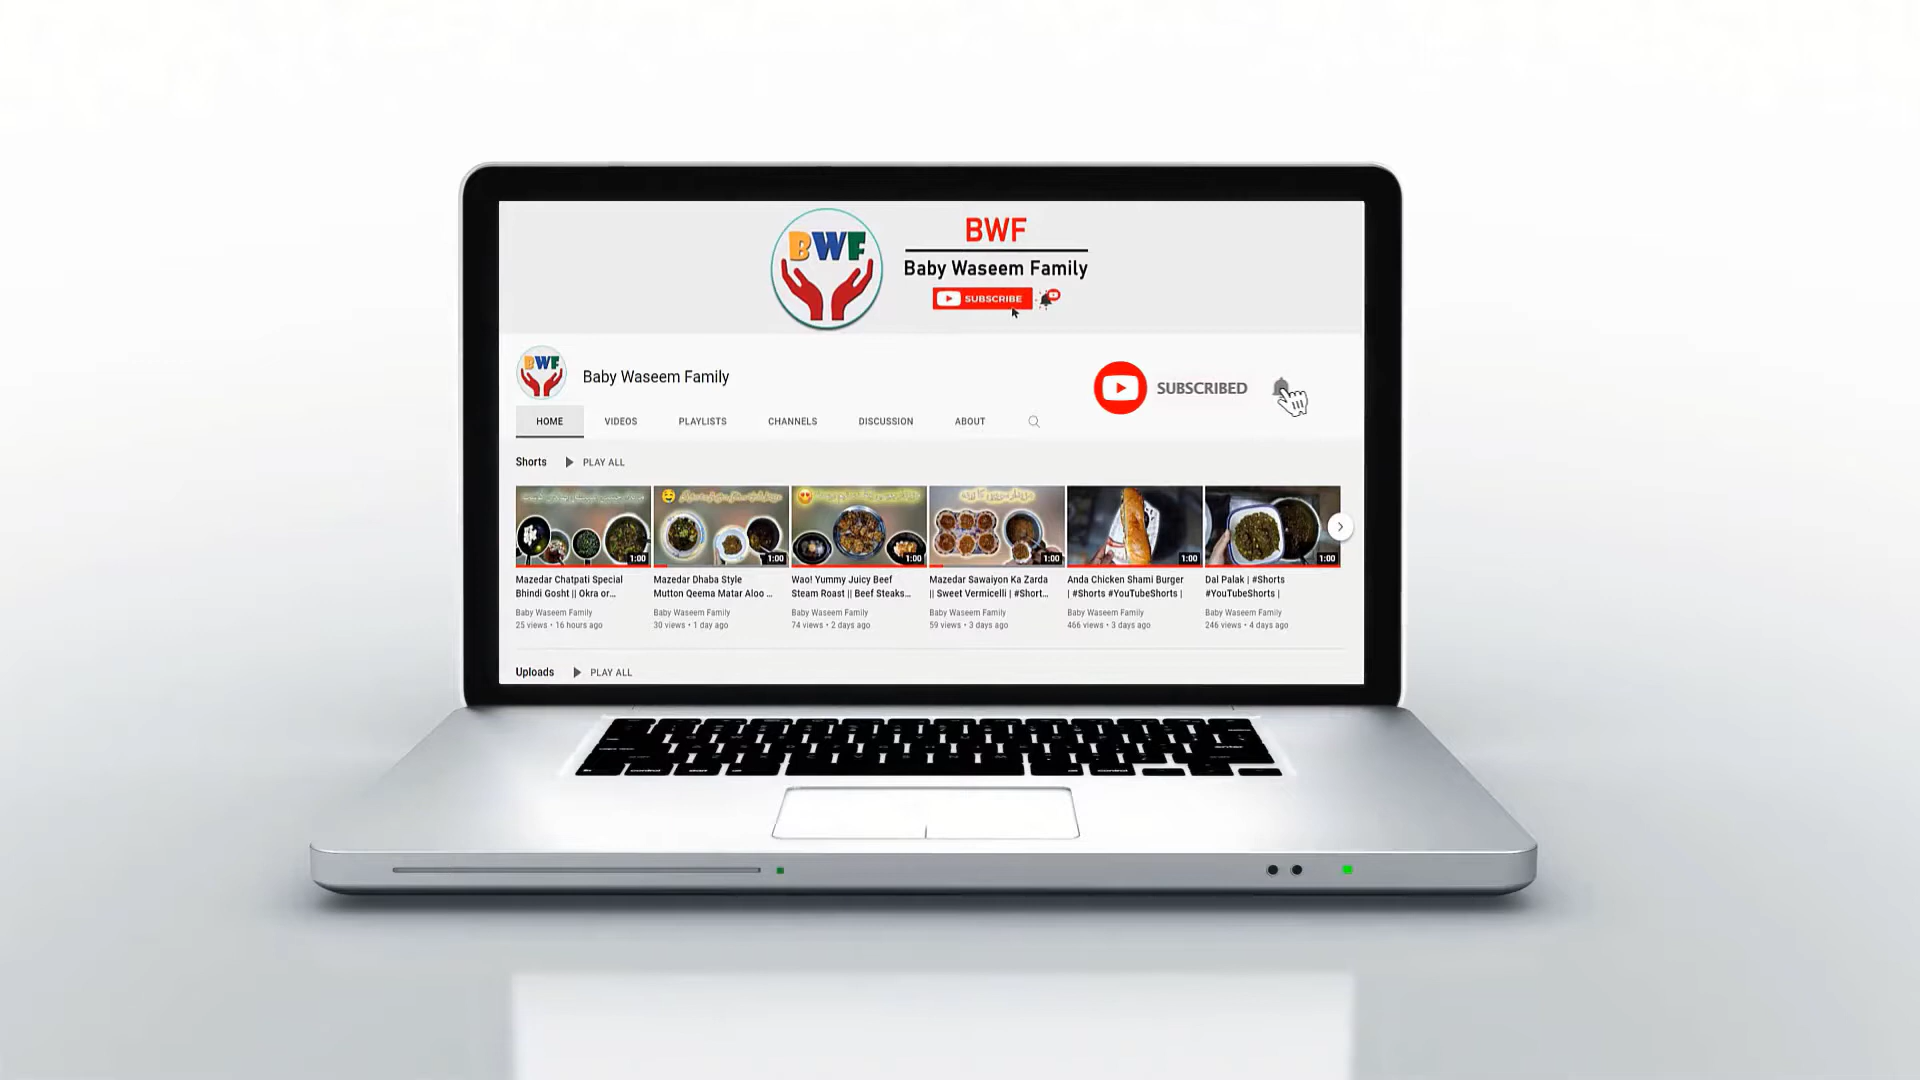 BWF
BWF
Baby Waseem Family
SUBSCRIBE
BWF
Baby Waseem Family
SUBSCRIBED
HOME
VIDEOS
PLAYLISTS
CHANNELS
DISCUSSION
ABOUT
Shorts
PLAY ALL
1:00
1:00
1:00
1:00
1:00
1:00
Mazedar Chatpati Special
Bhindi Gosht || Okra or...
Baby Waseem Family
25 views • 16 hours ago
Mazedar Dhaba Style
Mutton Qeema Matar Aloo ...
Baby Waseem Family
30 views • 1 day ago
Wao! Yummy Juicy Beef
Steam Roast || Beef Steaks...
Baby Waseem Family
74 views • 2 days ago
Mazedar Sawaiyon Ka Zarda
|| Sweet Vermicelli | #Short...
Baby Waseem Family
59 views • 3 days ago
Anda Chicken Shami Burger
| #Shorts #YouTubeShorts |
Baby Waseem Family
466 views • 3 days ago
Dal Palak | #Shorts
#YouTubeShorts |
Baby Waseem Family
246 views • 4 days ago
Uploads
PLAY ALL
control
control
enter